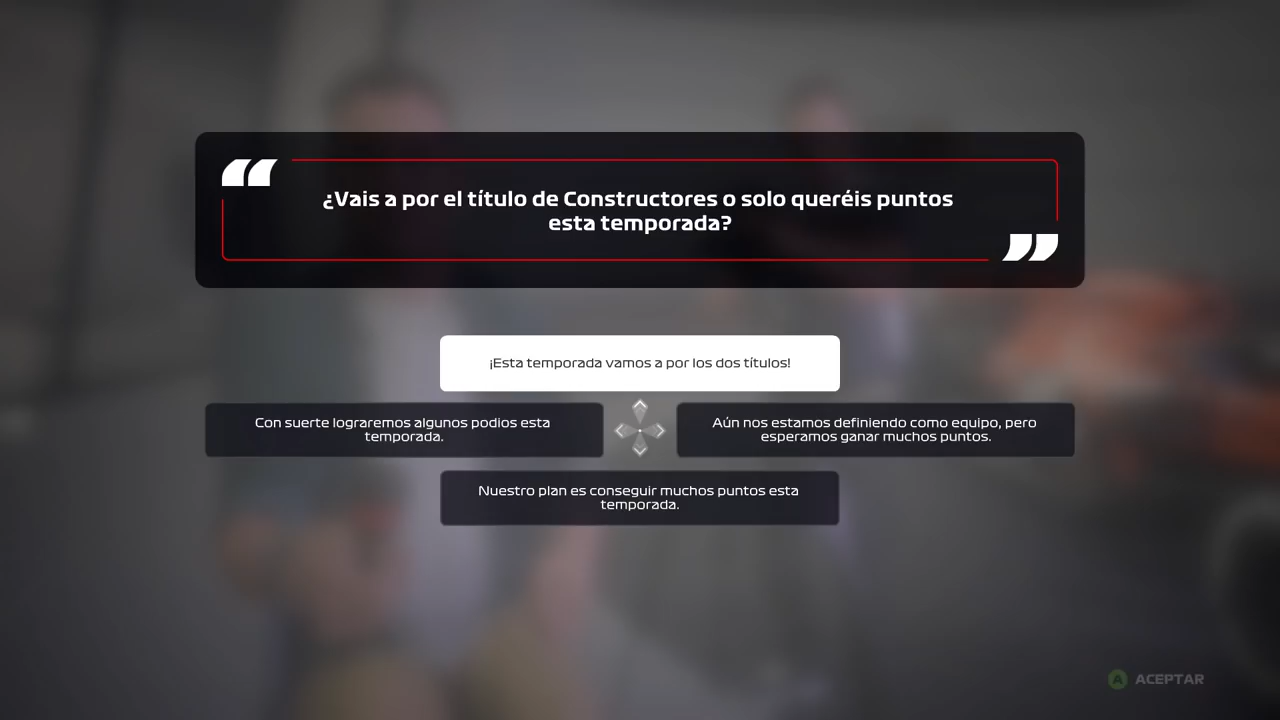 ¿Vais a por el título de Constructores o solo queréis puntos
esta temporada?
¡Esta temporada vamos a por los dos títulos!
Con suerte lograremos algunos podios esta
temporada.
Aún nos estamos definiendo como equipo, pero
esperamos ganar muchos puntos.
Nuestro plan es conseguir muchos puntos esta
temporada.
A ACEPTAR